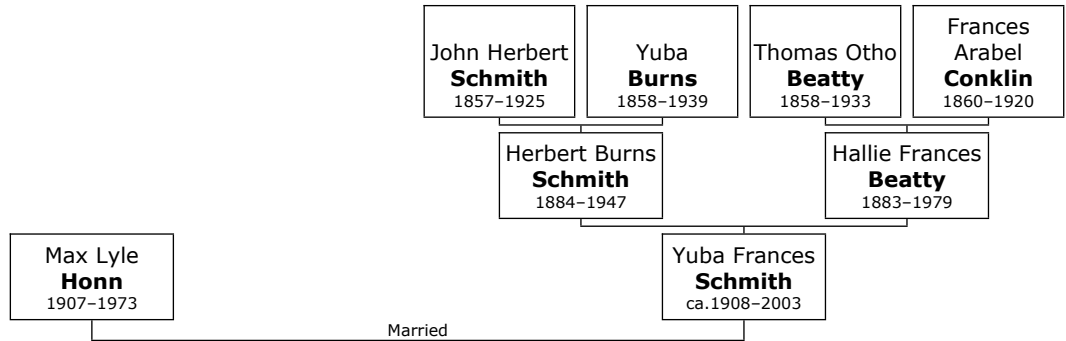 John Herbert
Schmith
1857–1925
Yuba
Burns
1858–1939
Thomas Otho
Beatty
1858–1933
Frances
Arabel
Conklin
1860–1920
Herbert Burns
Schmith
1884–1947
Hallie Frances
Beatty
1883–1979
Max Lyle
Honn
1907–1973
Yuba Frances
Schmith
ca.1908–2003
Married